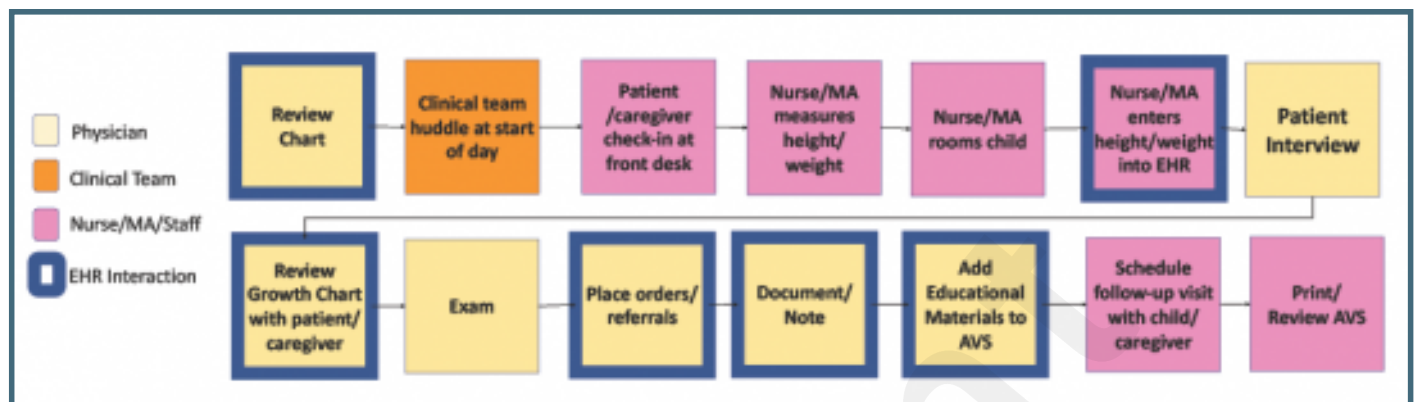 Physician
Clinical Team
Nurse/MA/Staff
EHR Interaction
Review
Chart
Clinical team
huddle at start
of day
Patient
/caregiver
check-in at
front desk
Nurse/MA
measures
height/
weight
Nurse/MA
rooms child
Nurse/MA
enters
height/weight
into EHR
Patient
Interview
Review
Growth Chart
with patient/
caregiver
Exam
Place orders/
referrals
Document/
Note
Add
Educational
Materials to
AVS
Schedule
follow-up visit
with child/
caregiver
Print/
Review AVS